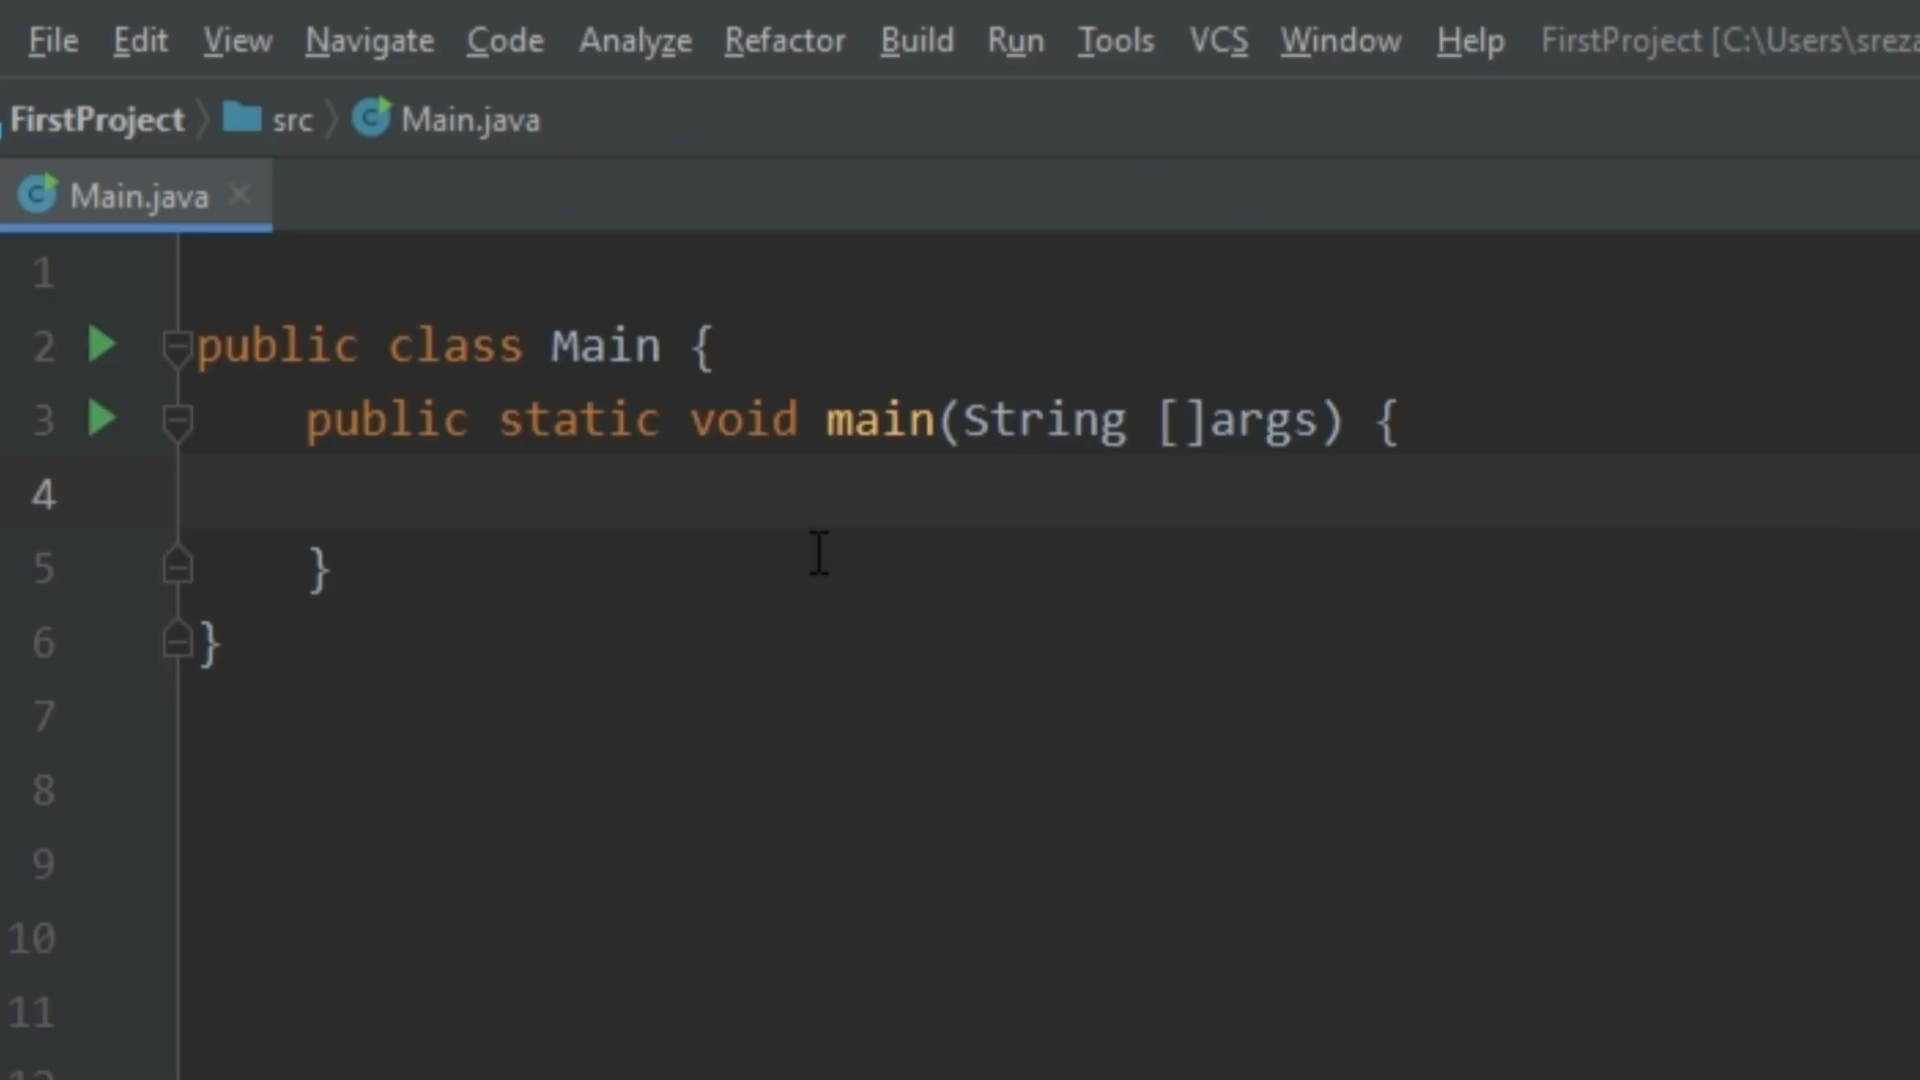 File Edit View Navigate Code Analyze Refactor Build Run Tools VCS Window Help FirstProject [C:\Users\sreza
FirstProject src Main.java
Main.java
1
2 public class Main {
3 public static void main(String []args) {
4
5 }
6 }
7
8
9
10
11